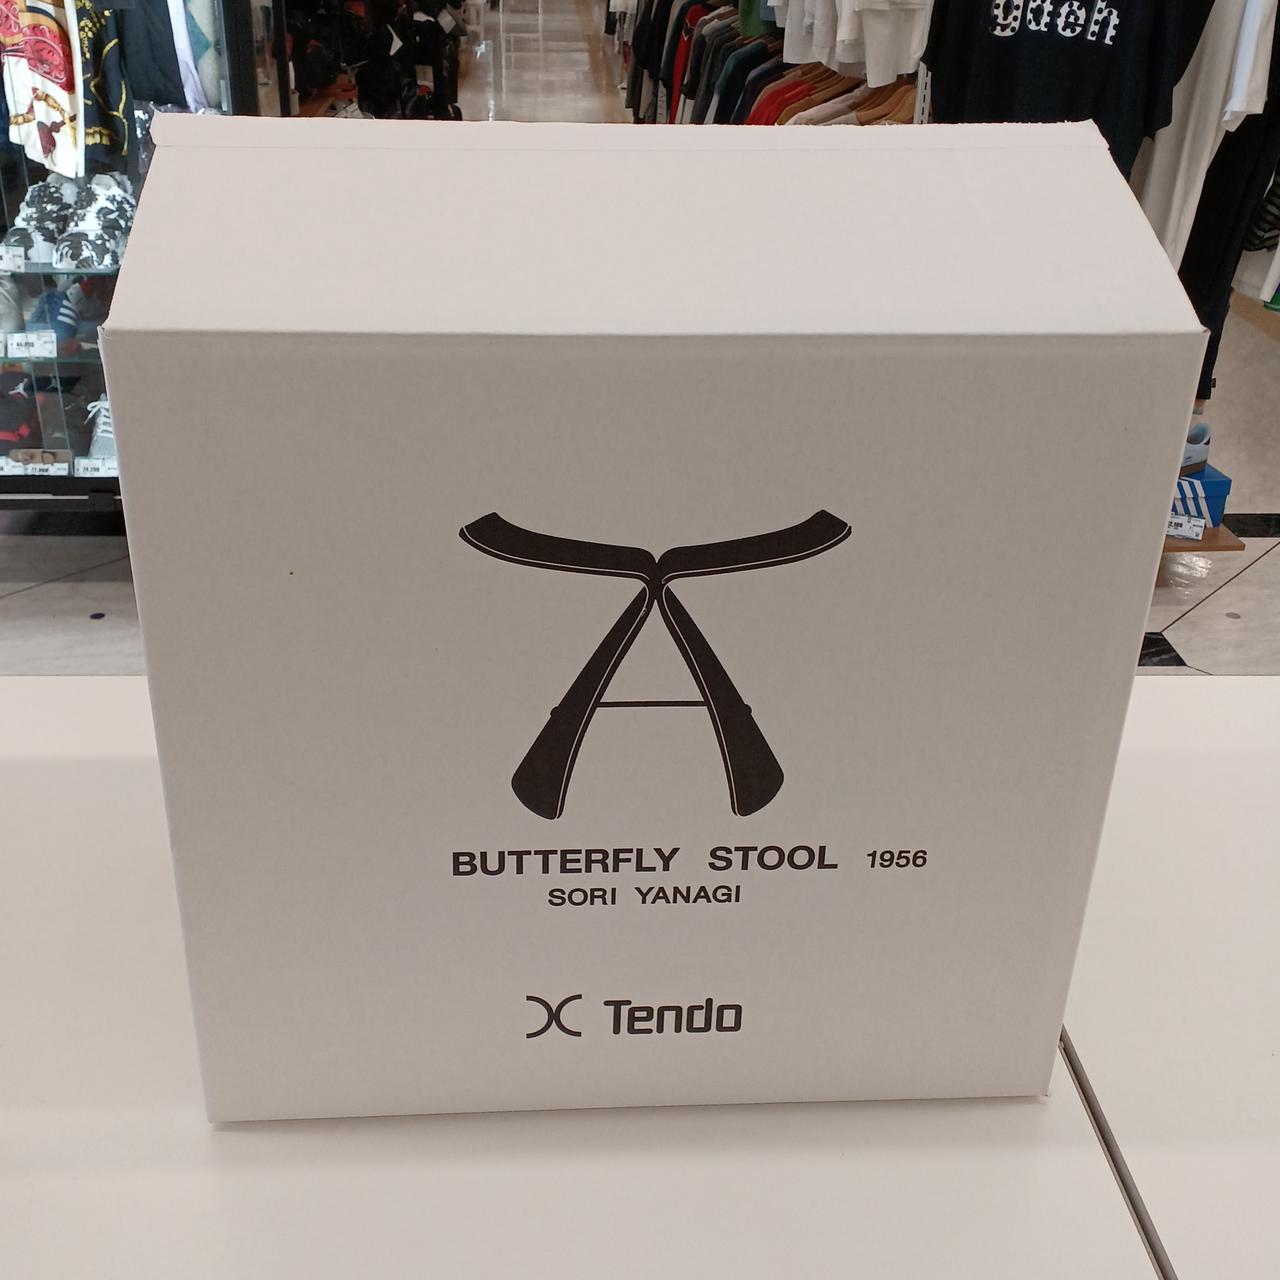 BUTTERFLY STOOL 1956
SORI YANAGI
Tendo